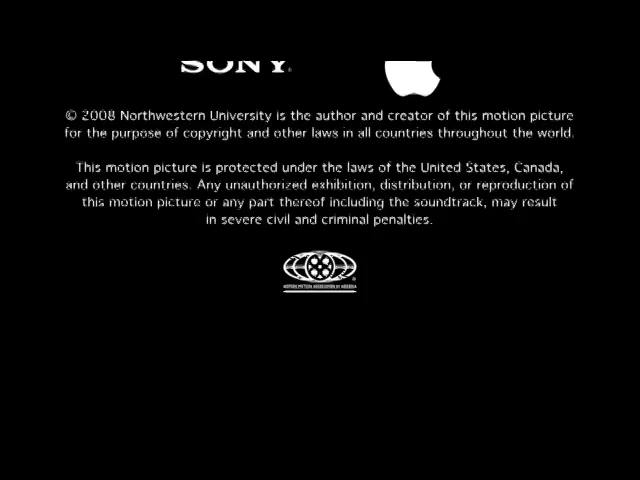 SONY
© 2008 Northwestern University is the author and creator of this motion picture
for the purpose of copyright and other laws in all countries throughout the world.
This motion picture is protected under the laws of the United States, Canada,
and other countries. Any unauthorized exhibition, distribution, or reproduction of
this motion picture or any part thereof including the soundtrack, may result
in severe civil and criminal penalties.